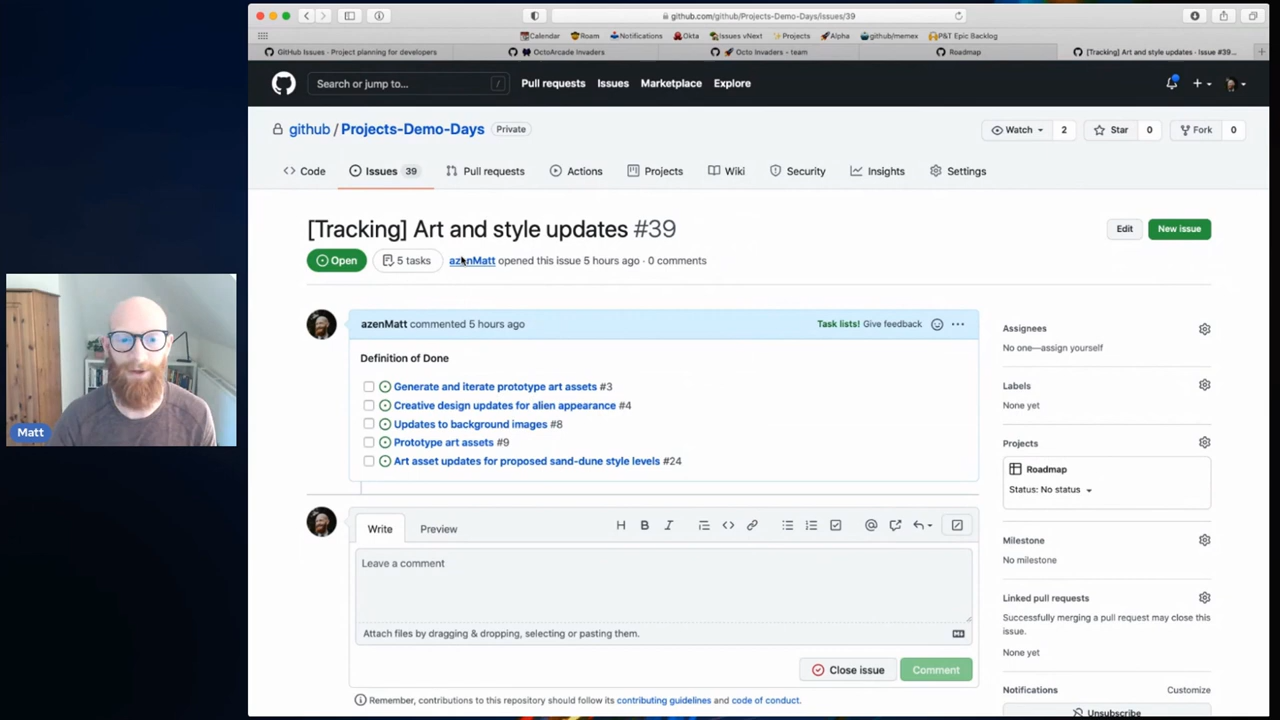 github.com/github/Projects-Demo-Days/issues/39
Calendar Roam Notifications Okta Issues vNext Projects Alpha github/memex P&T Epic Backlog
GitHub Issues · Project planning for developers OctoArcade Invaders Octo Invaders - team Roadmap [Tracking] Art and style updates · Issue #39...
Search or jump to... / Pull requests Issues Marketplace Explore
github / Projects-Demo-Days Private Watch 2 Star 0 Fork 0
Code Issues 39 Pull requests Actions Projects Wiki Security Insights Settings
[Tracking] Art and style updates #39 Edit New issue
Open 5 tasks azenMatt opened this issue 5 hours ago · 0 comments
azenMatt commented 5 hours ago Task lists! Give feedback
Definition of Done
Generate and iterate prototype art assets #3
Creative design updates for alien appearance #4
Updates to background images #8
Prototype art assets #9
Art asset updates for proposed sand-dune style levels #24
Assignees
No one—assign yourself
Labels
None yet
Projects
Roadmap
Status: No status
Milestone
No milestone
Linked pull requests
Successfully merging a pull request may close this issue.
None yet
Notifications Customize
Unsubscribe
Write Preview H B I @
Leave a comment
Attach files by dragging & dropping, selecting or pasting them.
Close issue Comment
Remember, contributions to this repository should follow its contributing guidelines and code of conduct.
Matt